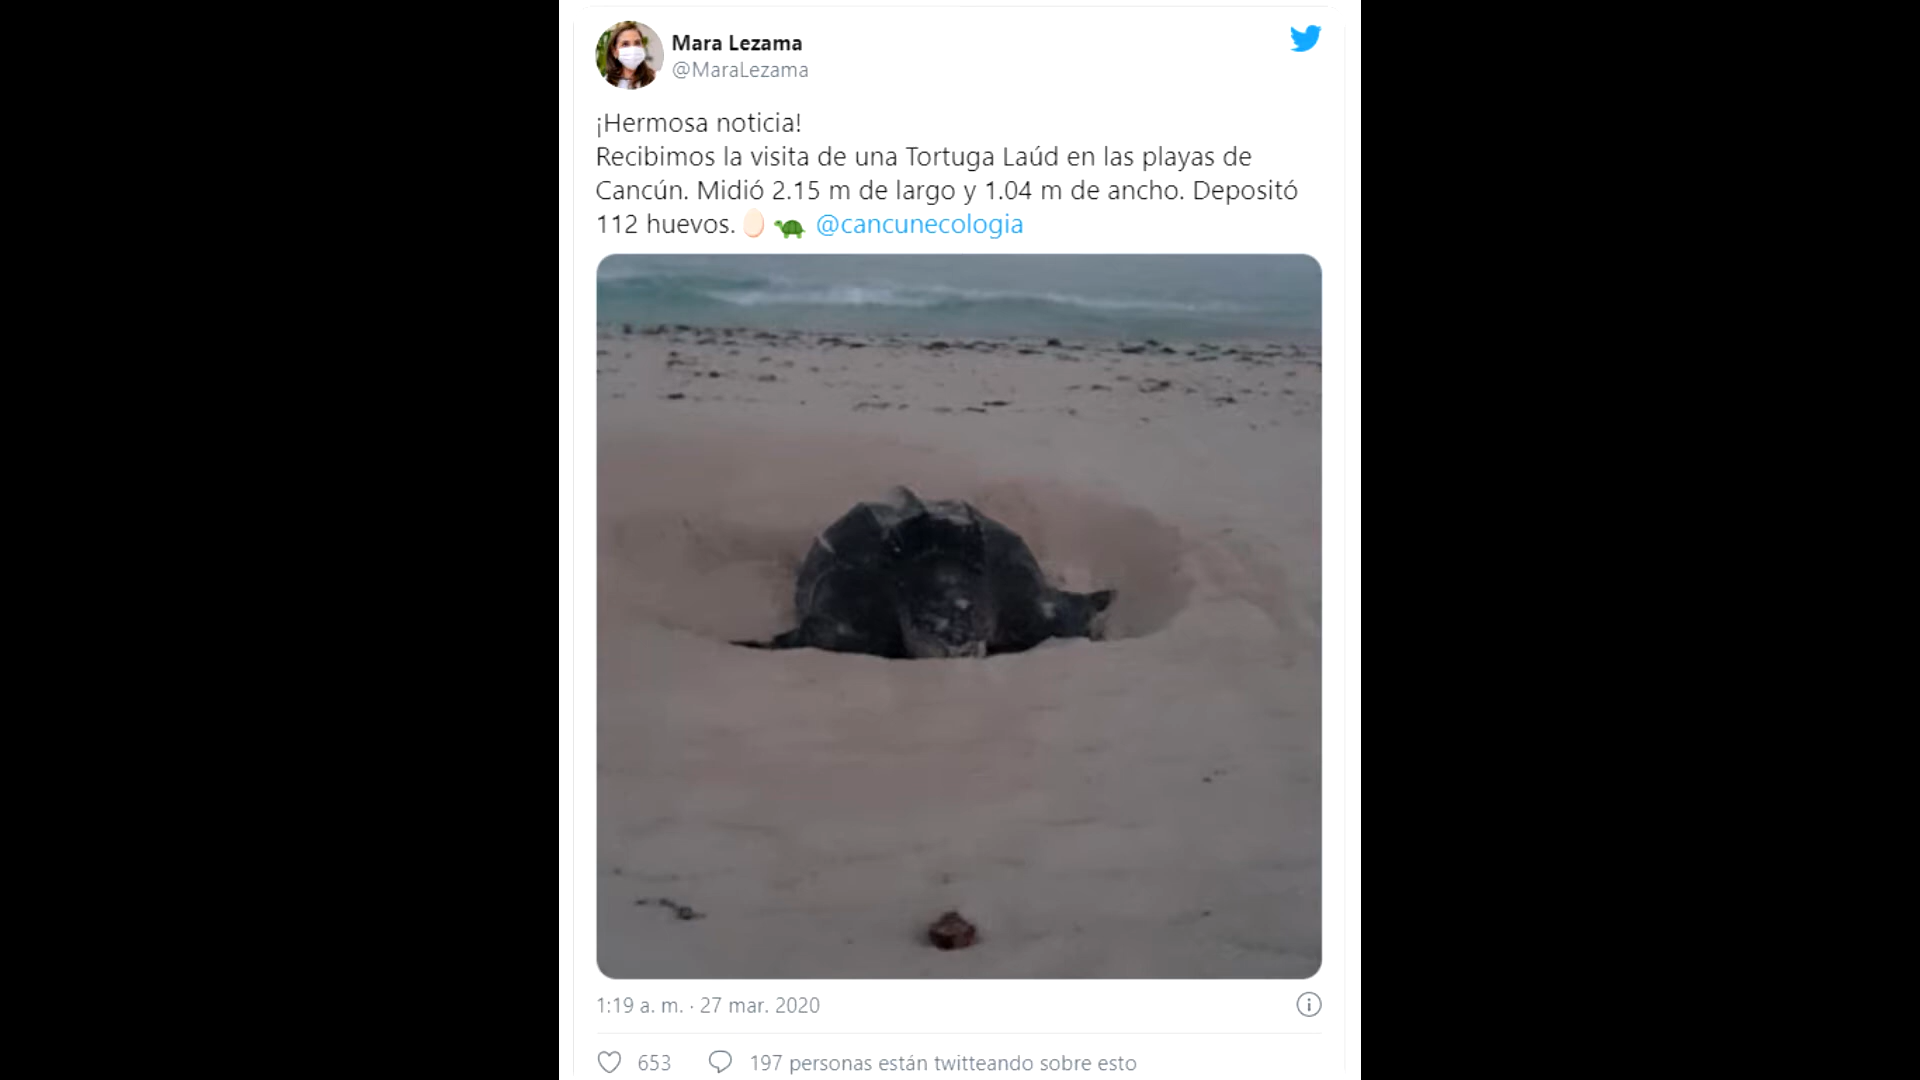 Mara Lezama
@MaraLezama
¡Hermosa noticia!
Recibimos la visita de una Tortuga Laúd en las playas de
Cancún. Midió 2.15 m de largo y 1.04 m de ancho. Depositó
112 huevos.🥚🐢 @cancunecologia
1:19 a. m. · 27 mar. 2020
653 197 personas están twitteando sobre esto